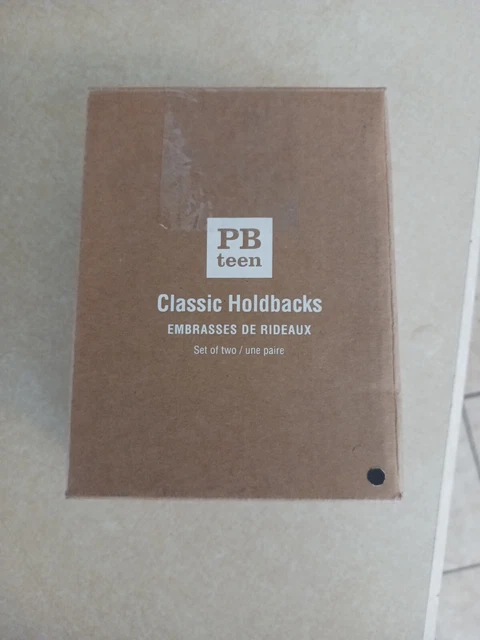 PB
teen
Classic Holdbacks
EMBRASSES DE RIDEAUX
Set of two / une paire